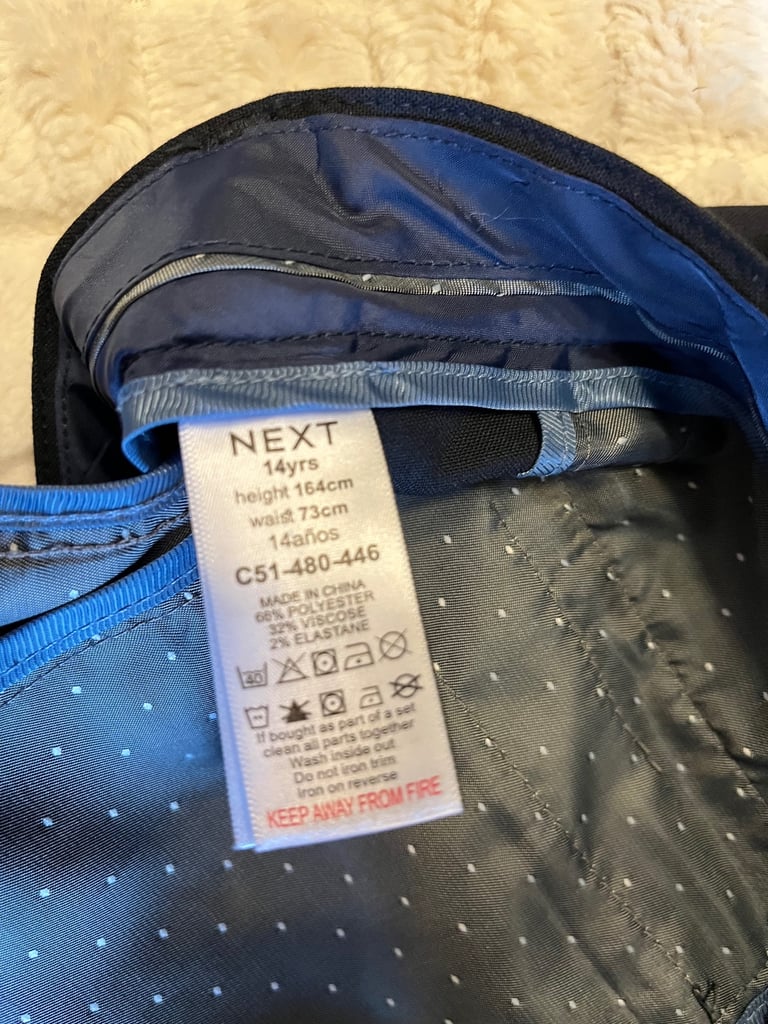 NEXT
14yrs
height 164cm
waist 73cm
14años
C51-480-446
MADE IN CHINA
66% POLYESTER
32% VISCOSE
2% ELASTANE
40
If bought as part of a set
clean all parts together
Wash inside out
Do not iron trim
Iron on reverse
KEEP AWAY FROM FIRE